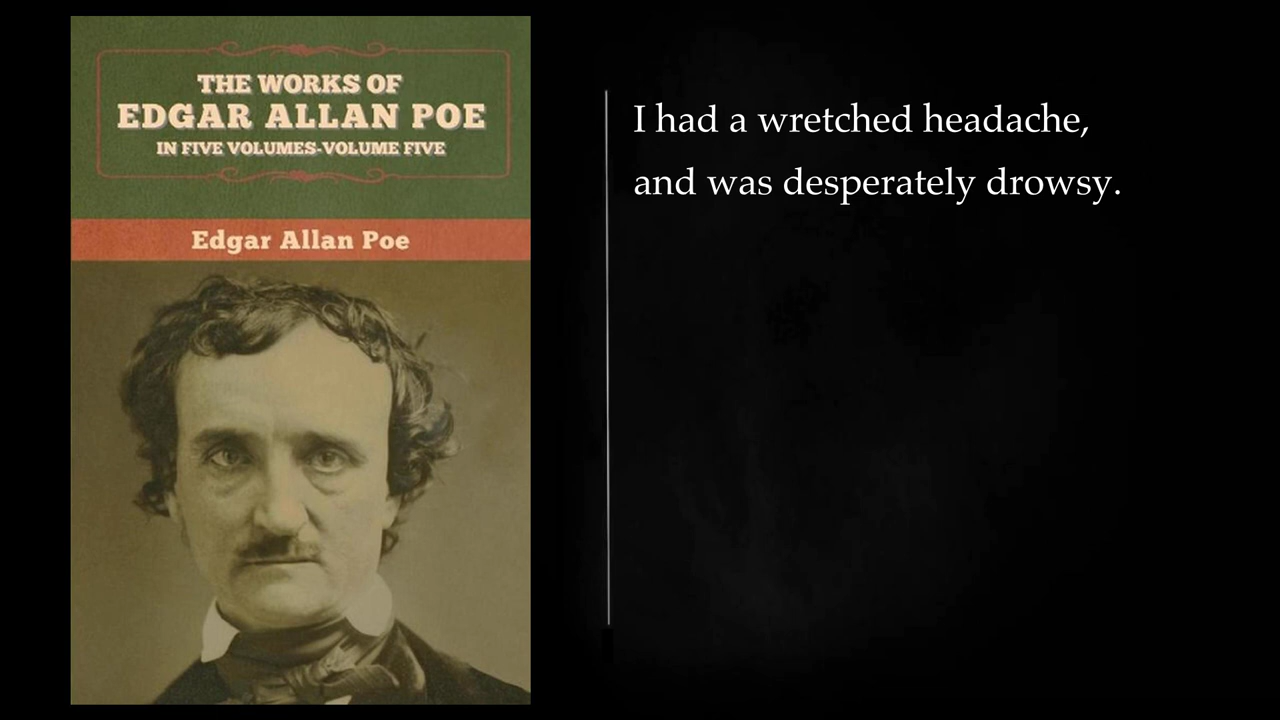 THE WORKS OF
EDGAR ALLAN POE
IN FIVE VOLUMES-VOLUME FIVE
Edgar Allan Poe
I had a wretched headache,
and was desperately drowsy.